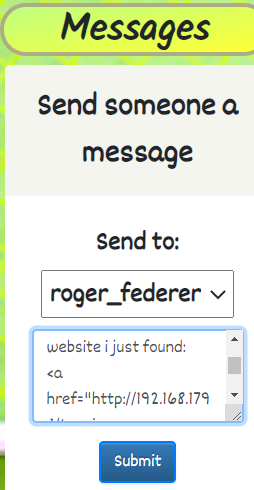 Messages
Send someone a
message
Send to:
roger_federer
website i just found:
<a
href="http://192.168.179
Submit